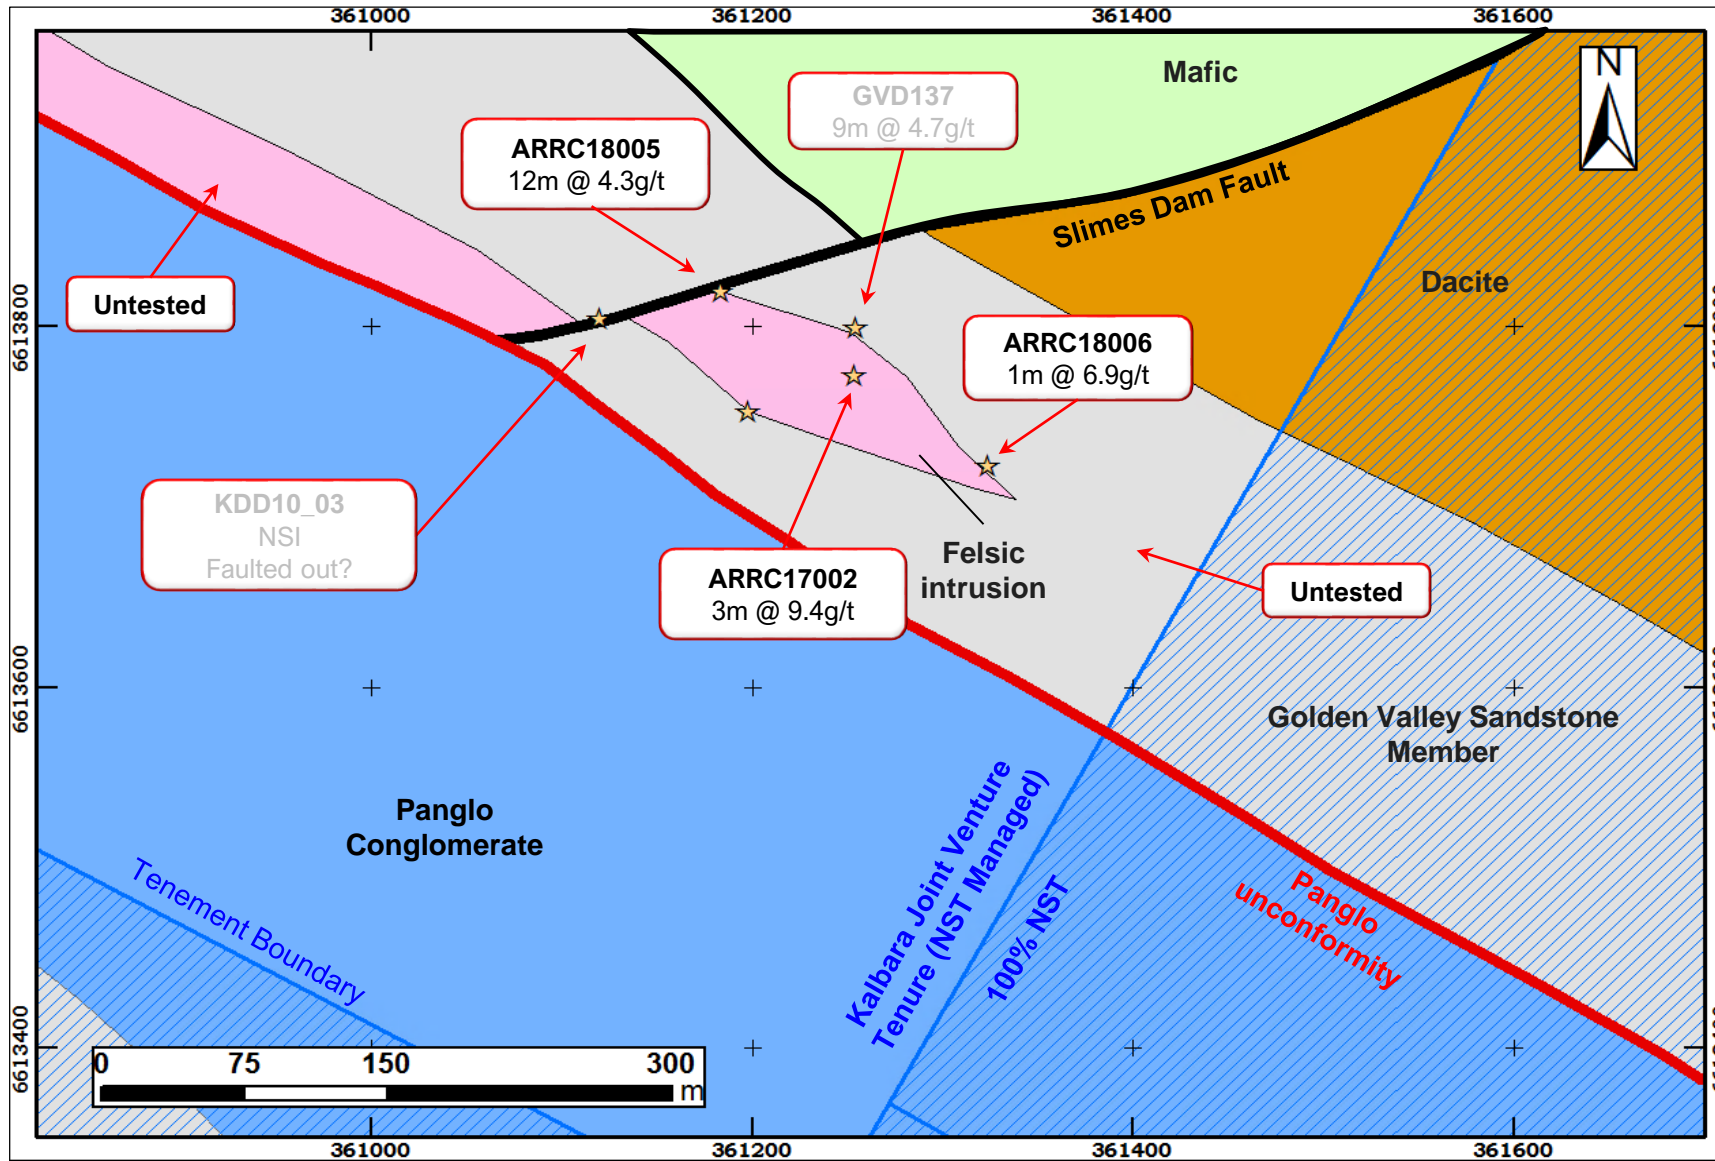 361000 361200 361400 361600
N
Mafic
GVD137
9m @ 4.7g/t
ARRC18005
12m @ 4.3g/t
Slimes Dam Fault
Dacite
Untested
6613800
ARRC18006
1m @ 6.9g/t
KDD10_03
NSI
Faulted out?
ARRC17002
3m @ 9.4g/t
Felsic
intrusion
Untested
6613600
Golden Valley Sandstone
Member
Panglo
Conglomerate
Kalbara Joint Venture
Tenure (NST Managed)
100% NST
Panglo
unconformity
Tenement Boundary
6613400
0 75 150 300
m
361000 361200 361400 361600